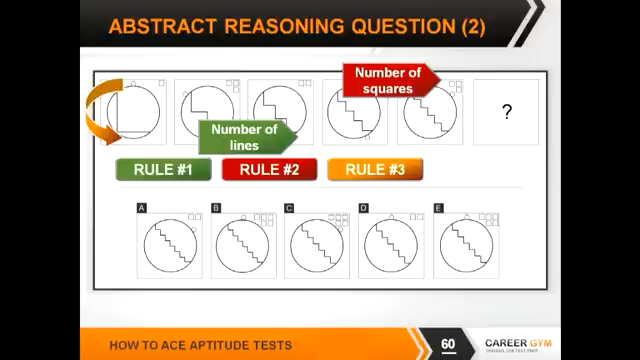 ABSTRACT REASONING QUESTION (2)
Number of
squares
?
Number of
lines
RULE #1
RULE #2
RULE #3
A
B
C
D
E
HOW TO ACE APTITUDE TESTS
60
CAREER GYM